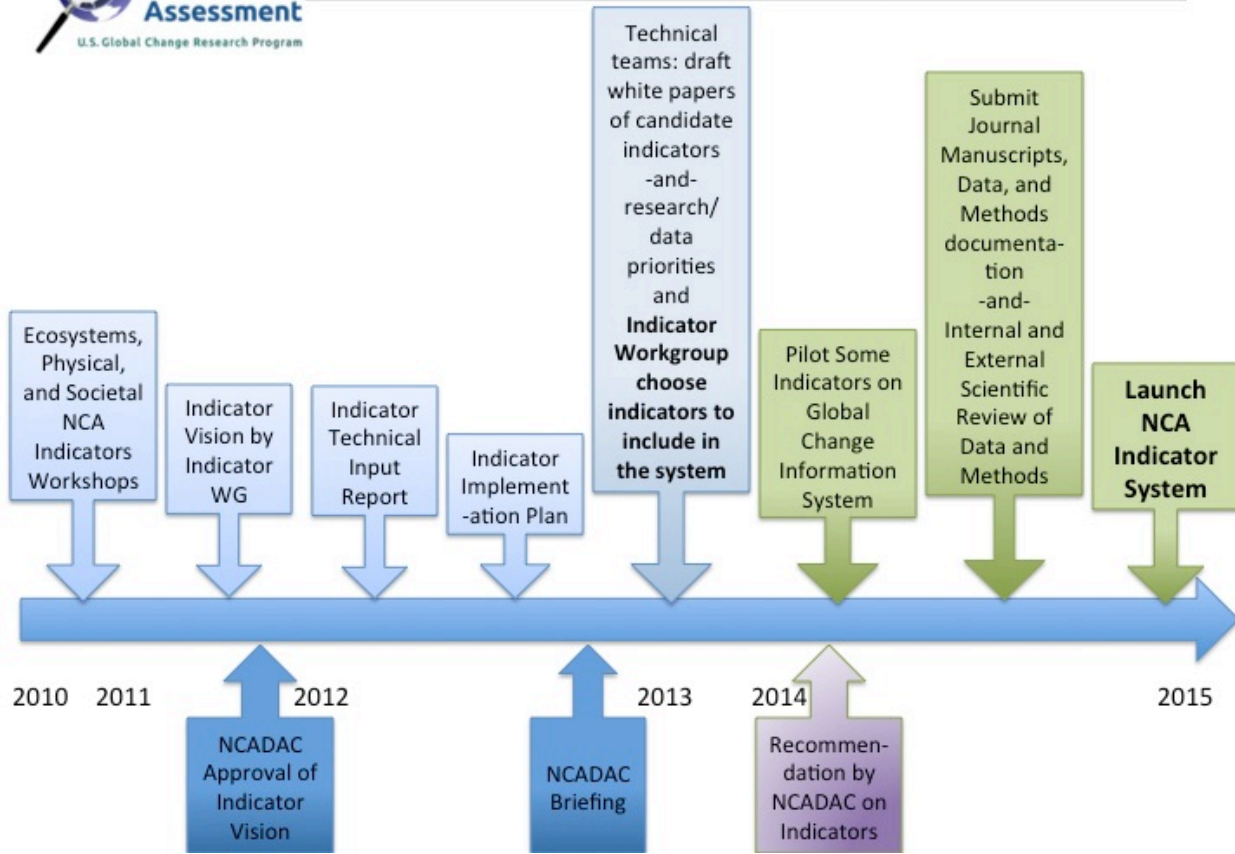 Assessment
U.S. Global Change Research Program
Ecosystems,
Physical,
and Societal
NCA
Indicators
Workshops
Indicator
Vision by
Indicator
WG
Indicator
Technical
Input
Report
Indicator
Implement
-ation Plan
Technical
teams: draft
white papers
of candidate
indicators
-and-
research/
data
priorities
and
Indicator
Workgroup
choose
indicators to
include in
the system
Pilot Some
Indicators on
Global
Change
Information
System
Submit
Journal
Manuscripts,
Data, and
Methods
documenta-
tion
-and-
Internal and
External
Scientific
Review of
Data and
Methods
Launch
NCA
Indicator
System
2010 2011 2012 2013 2014 2015
NCADAC
Approval of
Indicator
Vision
NCADAC
Briefing
Recommen-
dation by
NCADAC on
Indicators